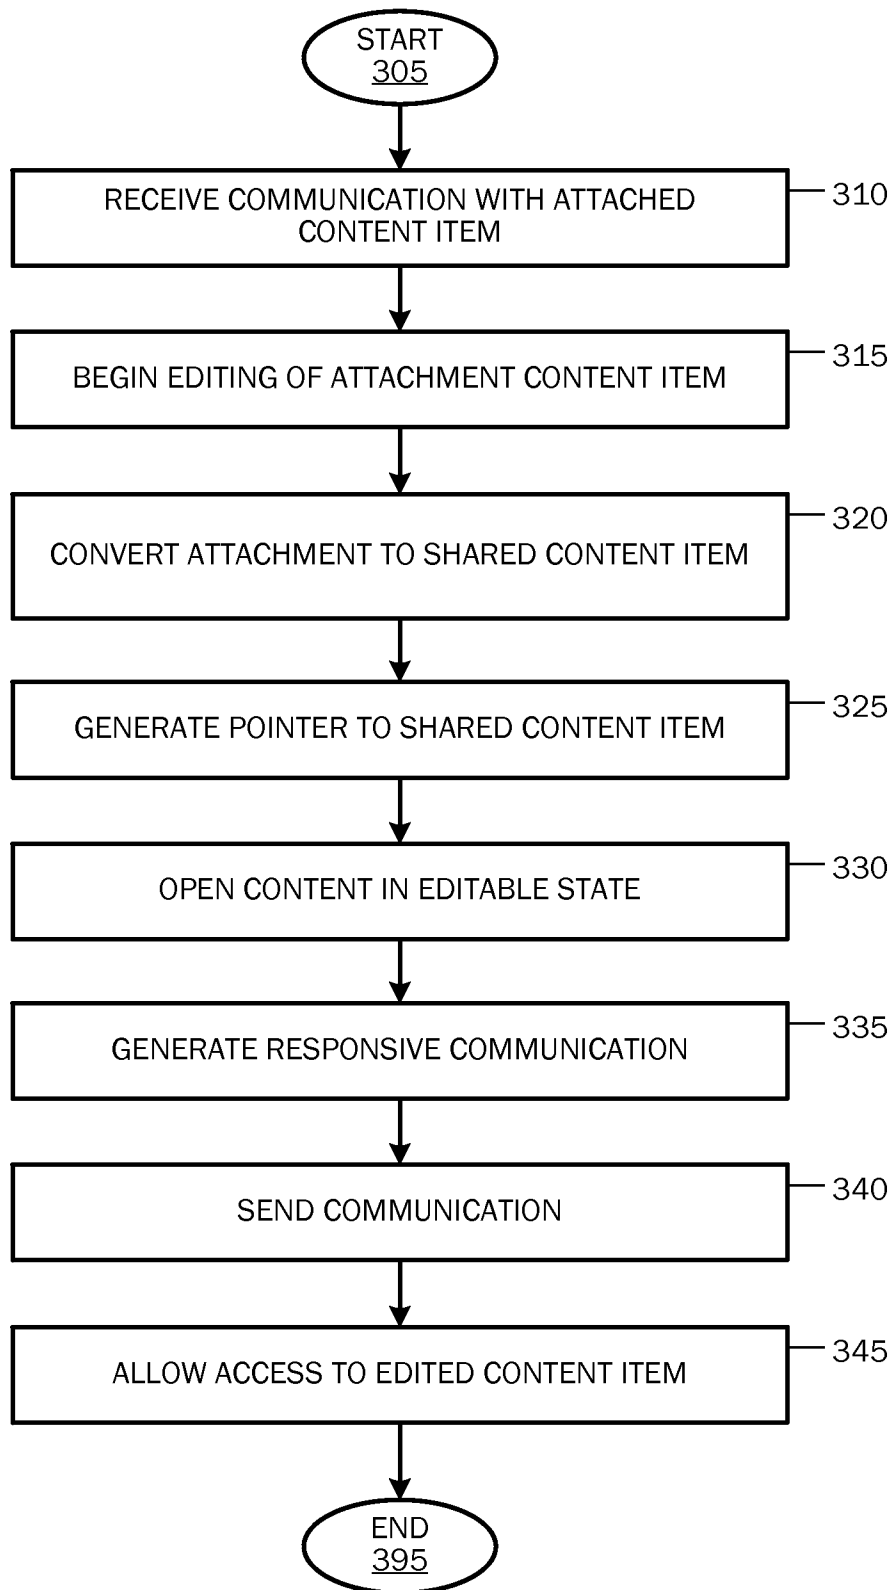 START
305
RECEIVE COMMUNICATION WITH ATTACHED
CONTENT ITEM
310
BEGIN EDITING OF ATTACHMENT CONTENT ITEM
315
CONVERT ATTACHMENT TO SHARED CONTENT ITEM
320
GENERATE POINTER TO SHARED CONTENT ITEM
325
OPEN CONTENT IN EDITABLE STATE
330
GENERATE RESPONSIVE COMMUNICATION
335
SEND COMMUNICATION
340
ALLOW ACCESS TO EDITED CONTENT ITEM
345
END
395